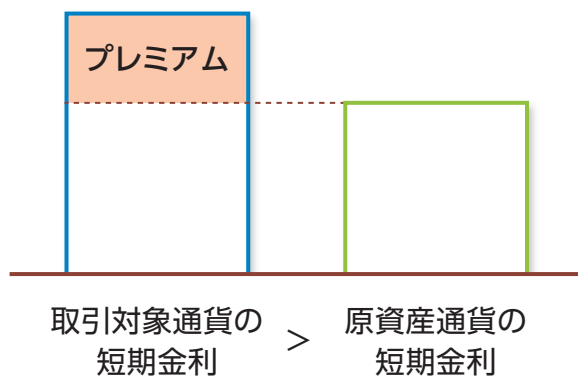 プレミアム
取引対象通貨の
短期金利
＞
原資産通貨の
短期金利